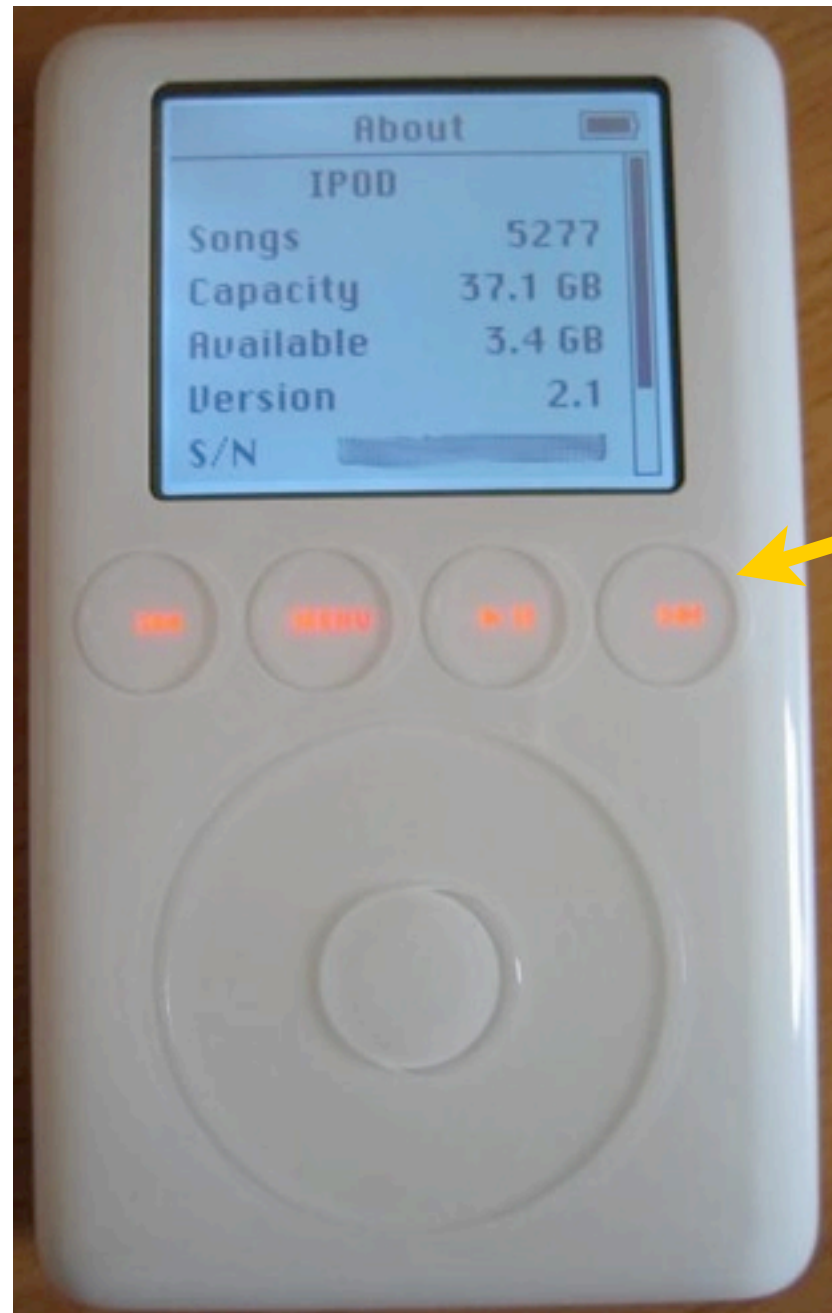 About
IPOD
Songs 5277
Capacity 37.1 GB
Available 3.4 GB
Version 2.1
S/N
MENU